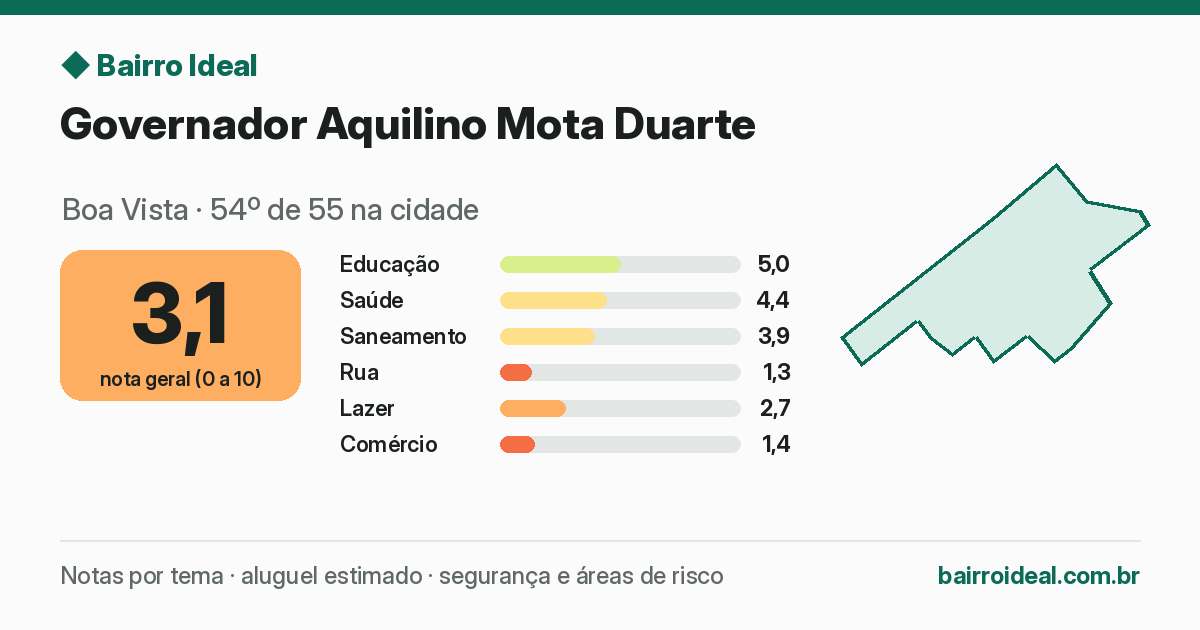 Bairro Ideal
Governador Aquilino Mota Duarte
Boa Vista · 54º de 55 na cidade
3,1
nota geral (0 a 10)
Educação 5,0
Saúde 4,4
Saneamento 3,9
Rua 1,3
Lazer 2,7
Comércio 1,4
Notas por tema · aluguel estimado · segurança e áreas de risco
bairroideal.com.br